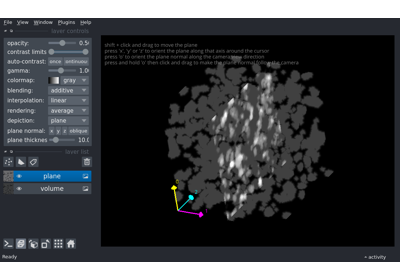 File View Window Plugins Help
layer controls
opacity: 0.5
contrast limits
auto-contrast: once continuous
gamma: 1.0
colormap: gray
blending: additive
interpolation: linear
rendering: average
depiction: plane
plane normal: x y z oblique
plane thickness 10.0
layer list
plane
volume
shift + click and drag to move the plane
press 'x', 'y' or 'z' to orient the plane along that axis around the cursor
press 'o' to orient the plane normal along the camera view direction
press and hold 'o' then click and drag to make the plane normal follow the camera
Ready
activity